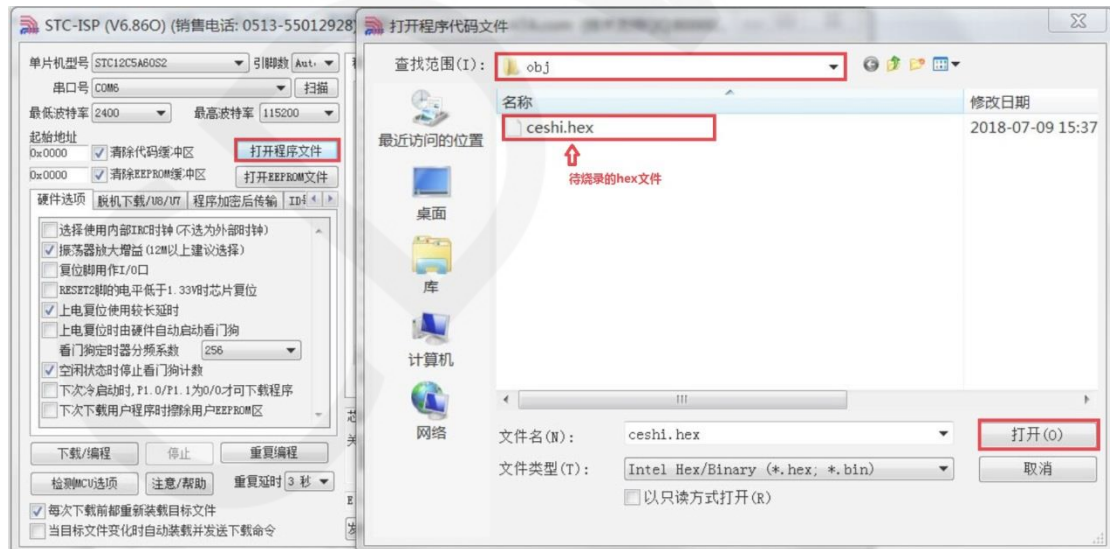 STC-ISP (V6.86O) (销售电话: 0513-55012928)
单片机型号 STC12C5A60S2 引脚数 Aut
串口号 COM6 扫描
最低波特率 2400 最高波特率 115200
起始地址
0x0000 清除代码缓冲区 打开程序文件
0x0000 清除EEPROM缓冲区 打开EEPROM文件
硬件选项 脱机下载/U8/U7 程序加密后传输
选择使用内部IRC时钟(不选为外部时钟)
振荡器放大增益(12M以上建议选择)
复位脚用作I/O口
RESET2脚的电平低于1.33V时芯片复位
上电复位使用较长延时
上电复位时由硬件自动启动看门狗
看门狗定时器分频系数 256
空闲状态时停止看门狗计数
下次冷启动时,P1.0/P1.1为0/0才可下载程序
下次下载用户程序时擦除用户EEPROM区
下载/编程 停止 重复编程
检测MCU选项 注意/帮助 重复延时 3 秒
每次下载前都重新装载目标文件
当目标文件变化时自动装载并发送下载命令
打开程序代码文件
查找范围(I): obj
名称 修改日期
ceshi.hex 2018-07-09 15:37
待烧录的hex文件
最近访问的位置
桌面
库
计算机
网络
文件名(N): ceshi.hex 打开(O)
文件类型(T): Intel Hex/Binary (*.hex; *.bin) 取消
以只读方式打开(R)